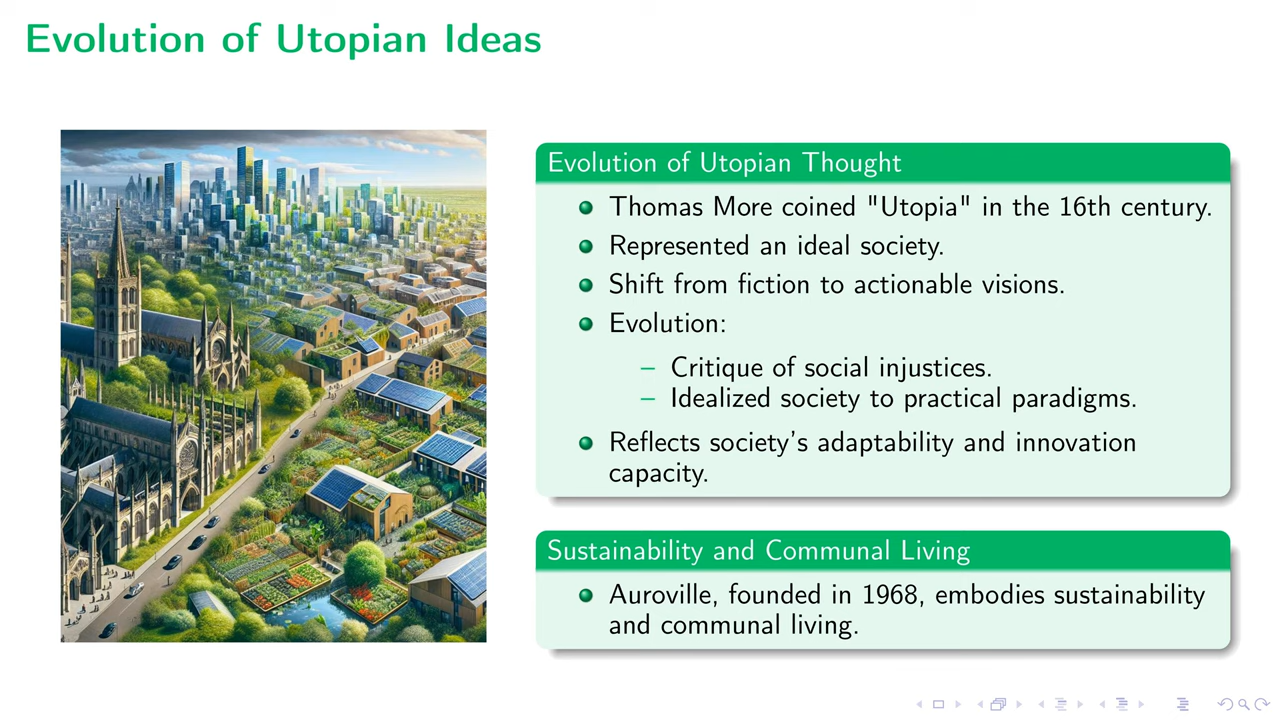 Evolution of Utopian Ideas
Evolution of Utopian Thought
Thomas More coined "Utopia" in the 16th century.
Represented an ideal society.
Shift from fiction to actionable visions.
Evolution:
– Critique of social injustices.
– Idealized society to practical paradigms.
Reflects society's adaptability and innovation
capacity.
Sustainability and Communal Living
Auroville, founded in 1968, embodies sustainability
and communal living.